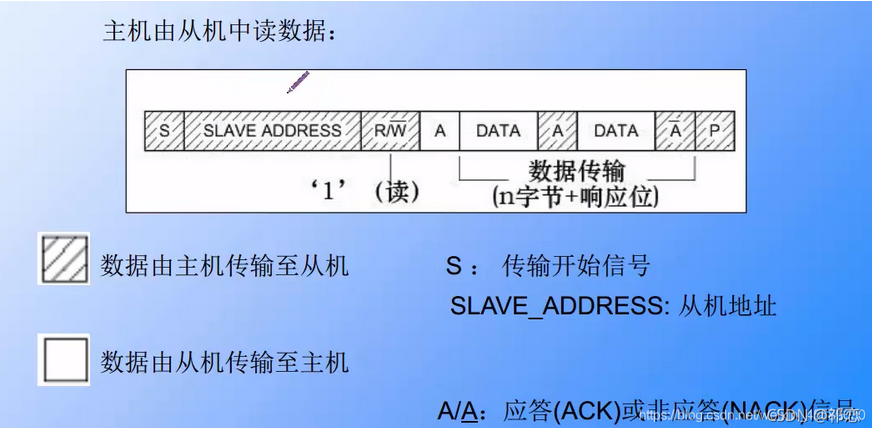 主机由从机中读数据：
S SLAVE ADDRESS R/W̅ A DATA A DATA A̅ P
‘1’ (读) 数据传输
(n字节+响应位)
数据由主机传输至从机
S： 传输开始信号
SLAVE_ADDRESS: 从机地址
数据由从机传输至主机
A/A：应答(ACK)或非应答(NACK)信号